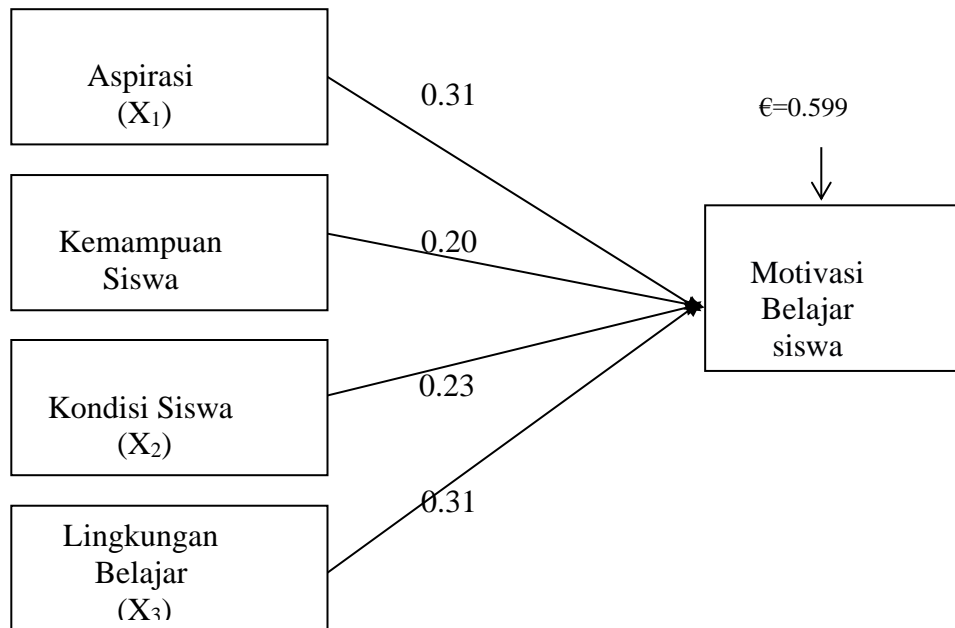 Aspirasi
(X₁)
0.31
€=0.599
Kemampuan
Siswa
0.20
Motivasi
Belajar
siswa
Kondisi Siswa
(X₂)
0.23
Lingkungan
Belajar
(X₃)
0.31